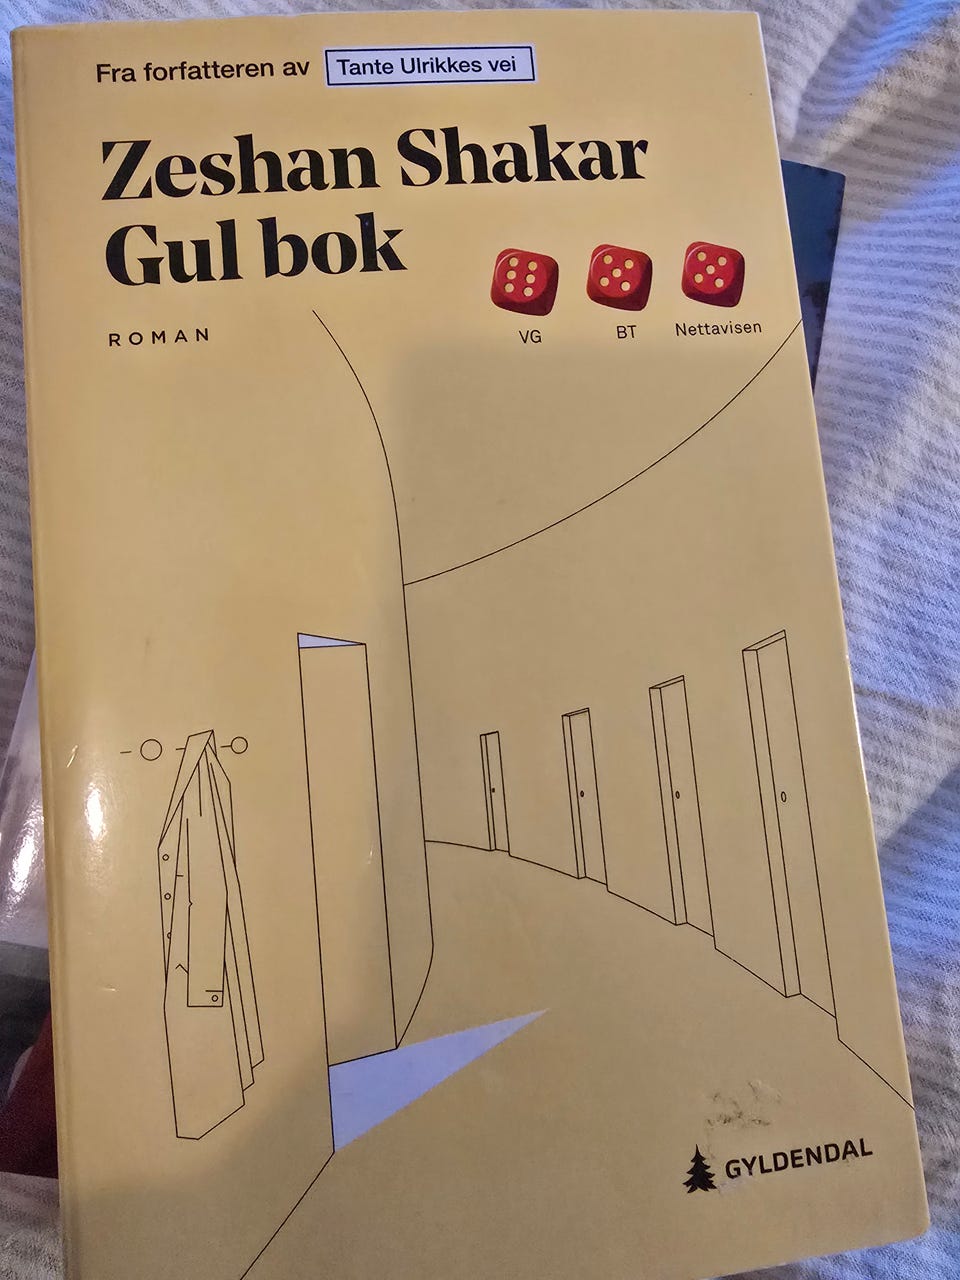 Fra forfatteren av Tante Ulrikkes vei
Zeshan Shakar
Gul bok
ROMAN
VG BT Nettavisen
GYLDENDAL